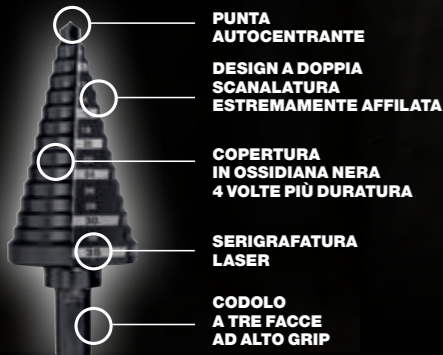 PUNTA
AUTOCENTRANTE
DESIGN A DOPPIA
SCANALATURA
ESTREMAMENTE AFFILATA
COPERTURA
IN OSSIDIANA NERA
4 VOLTE PIÙ DURATURA
SERIGRAFATURA
LASER
CODOLO
A TRE FACCE
AD ALTO GRIP